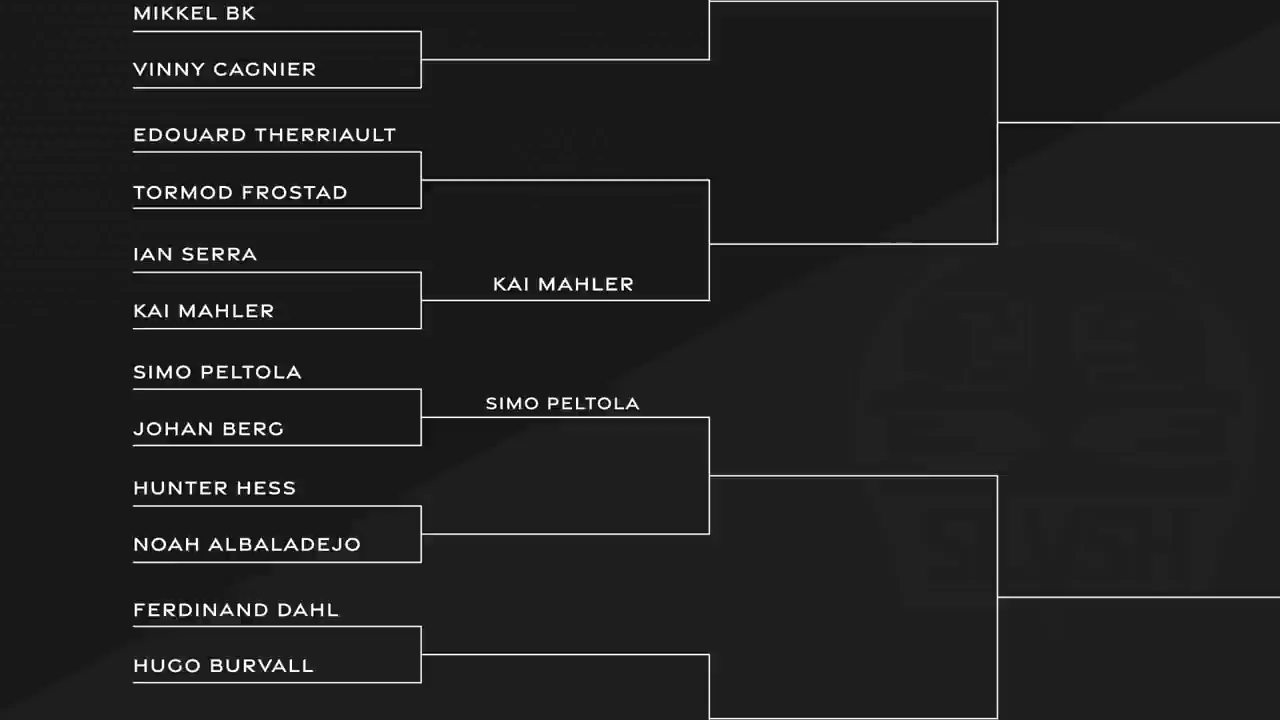 MIKKEL BK
VINNY CAGNIER
EDOUARD THERRIAULT
TORMOD FROSTAD
IAN SERRA
KAI MAHLER
KAI MAHLER
SIMO PELTOLA
SIMO PELTOLA
JOHAN BERG
HUNTER HESS
NOAH ALBALADEJO
FERDINAND DAHL
HUGO BURVALL
SLVSH